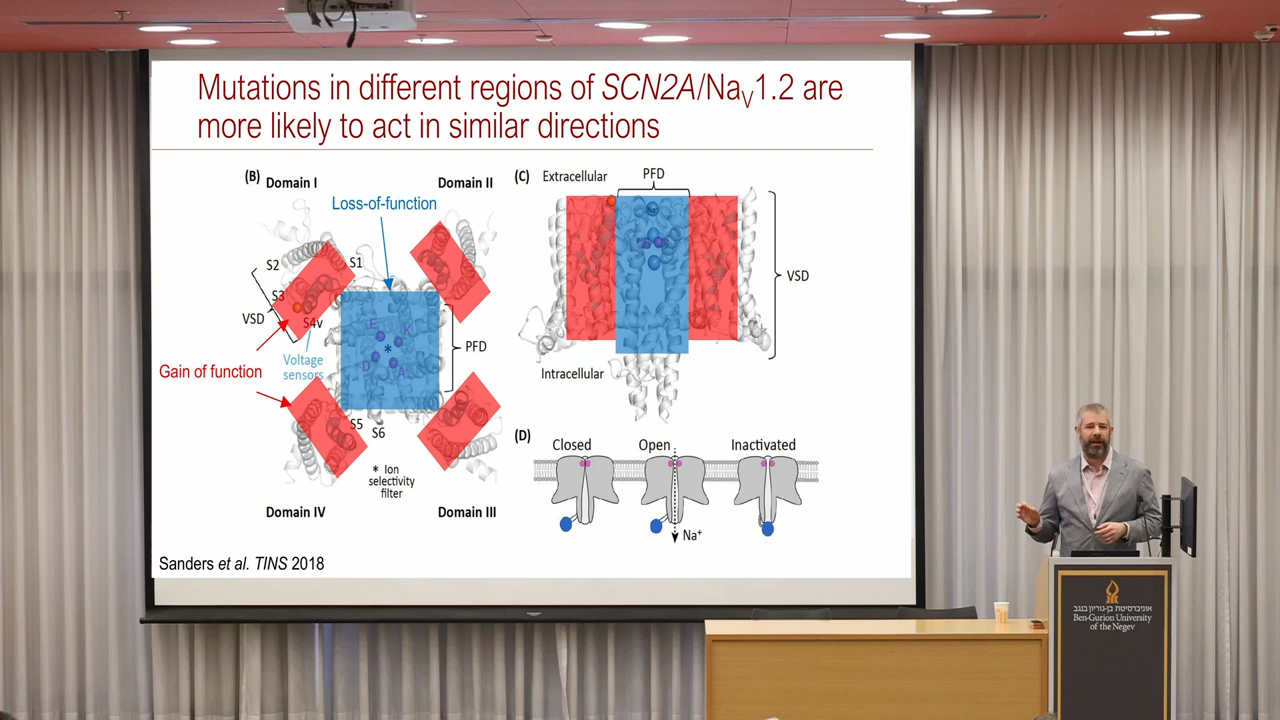 Mutations in different regions of SCN2A/NaV1.2 are
more likely to act in similar directions
(B)
Domain I
Domain II
Loss-of-function
S2
S1
S3
VSD
S4v
Voltage
sensors
Gain of function
E
K
D
A
*
PFD
S5
S6
* Ion
selectivity
filter
Domain IV
Domain III
(C)
Extracellular
PFD
Na+
VSD
Intracellular
(D)
Closed
Open
Inactivated
Na+
Sanders et al. TINS 2018
אוניברסיטת בן-גוריון בנגב
Ben-Gurion University
of the Negev